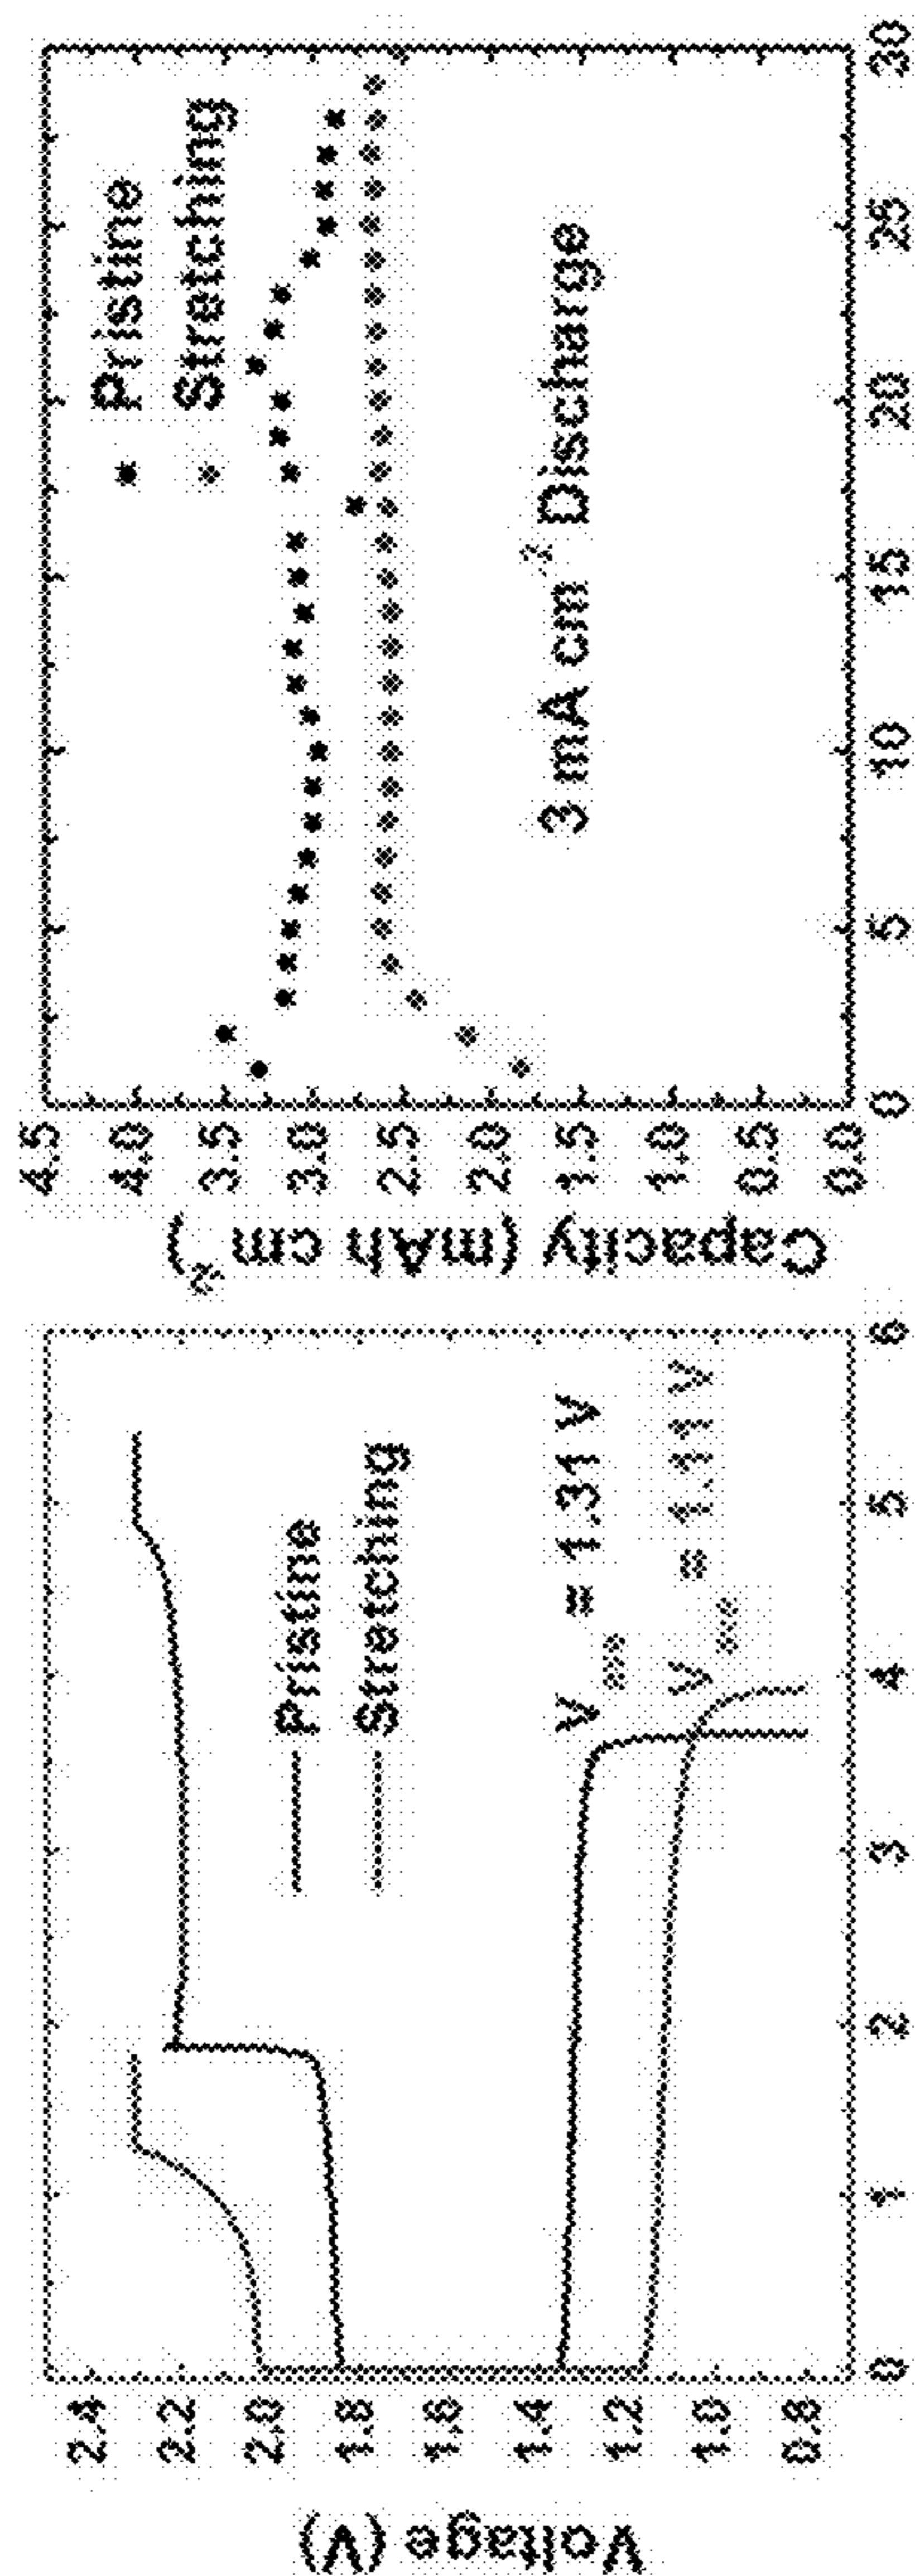 Voltage (V)
2.4
2.2
2.0
1.8
1.6
1.4
1.2
1.0
0.8
Pristine
Stretching
V = 1.31 V
V = 1.11 V
0 1 2 3 4 5 6
Capacity (mAh cm⁻²)
4.5
4.0
3.5
3.0
2.5
2.0
1.5
1.0
0.5
0.0
Pristine
Stretching
3 mA cm⁻² Discharge
0 5 10 15 20 25 30